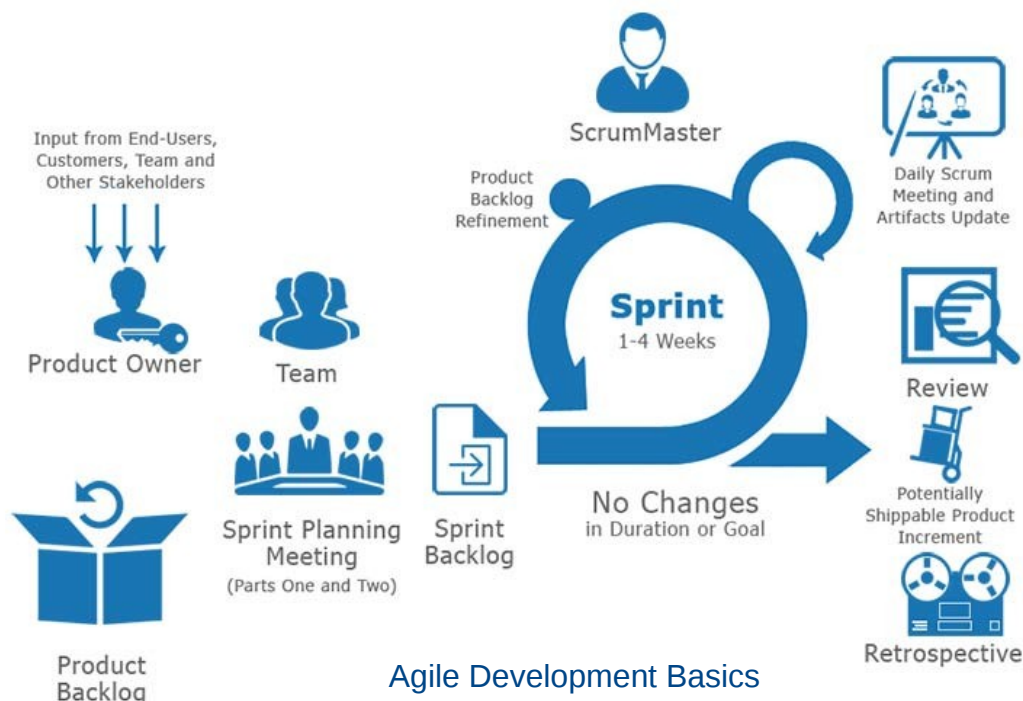 ScrumMaster
Input from End-Users,
Customers, Team and
Other Stakeholders
Product
Backlog
Refinement
Daily Scrum
Meeting and
Artifacts Update
Sprint
1-4 Weeks
Product Owner
Team
Review
Sprint Planning
Meeting
(Parts One and Two)
Sprint
Backlog
No Changes
in Duration or Goal
Potentially
Shippable Product
Increment
Retrospective
Product
Backlog
Agile Development Basics